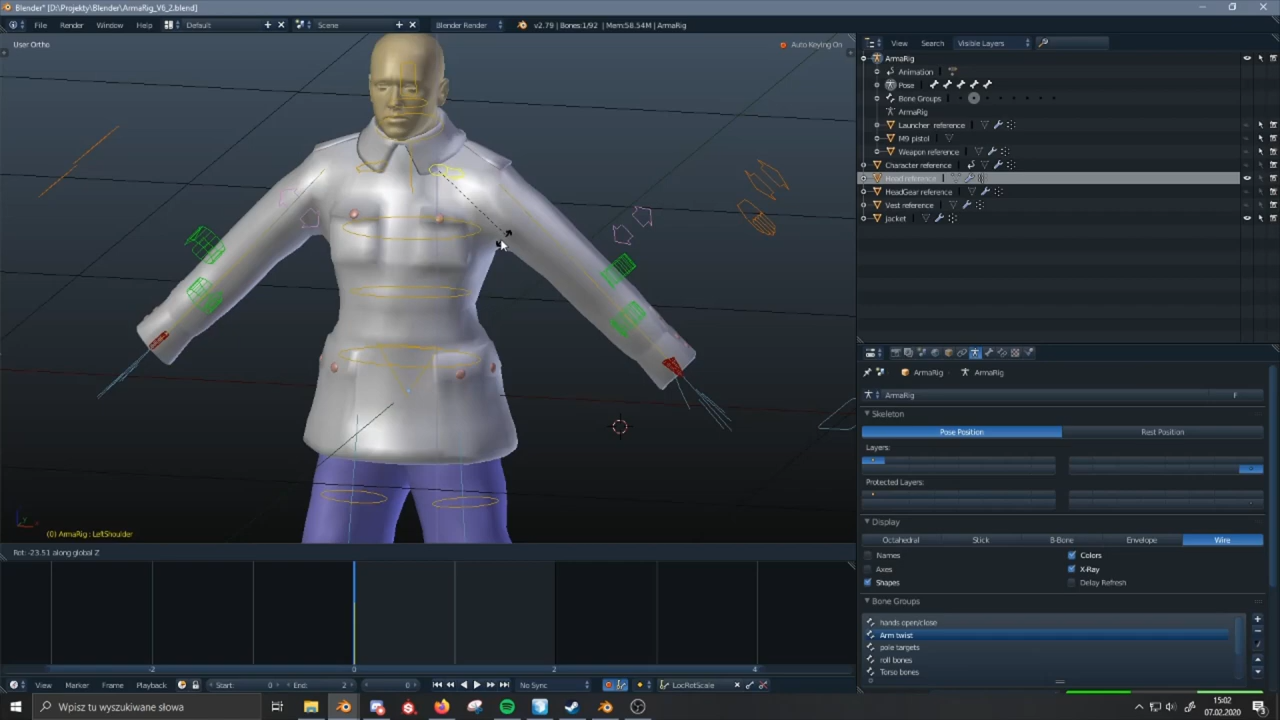 Blender* [D:\Projekty\Blender\ArmaRig_V6_2.blend]
File Render Window Help Default Scene Blender Render v2.79 | Bones:1/92 | Mem:58.54M | ArmaRig
User Ortho
Auto Keying On
View Search Visible Layers
ArmaRig
Animation
Pose
Bone Groups
ArmaRig
Launcher reference
M9 pistol
Weapon reference
Character reference
Head reference
HeadGear reference
Vest reference
Jacket
ArmaRig ArmaRig
ArmaRig F
Skeleton
Pose Position Rest Position
Layers:
Protected Layers:
Display
Octahedral Stick B-Bone Envelope Wire
Names Colors
Axes X-Ray
Shapes Delay Refresh
Bone Groups
hands open/close
Arm twist
pole targets
roll bones
Torso bones
(0) ArmaRig : LeftShoulder
Rot: -23.51 along global Z
-2 0 2 4
View Marker Frame Playback Start: 0 End: 2 0 No Sync LocRotScale
Wpisz tu wyszukiwane słowa
15:02
07.02.2020